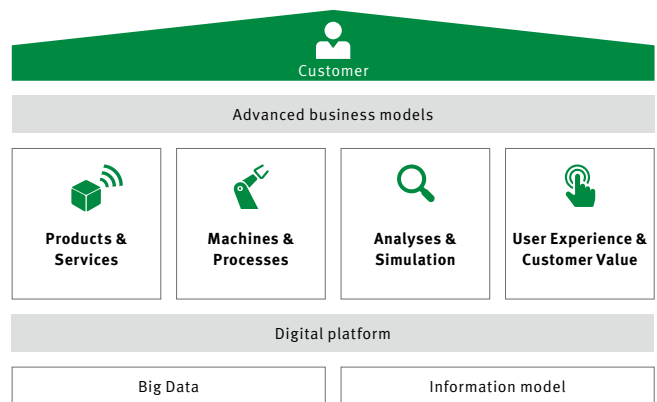 Customer
Advanced business models
Products &
Services
Machines &
Processes
Analyses &
Simulation
User Experience &
Customer Value
Digital platform
Big Data
Information model